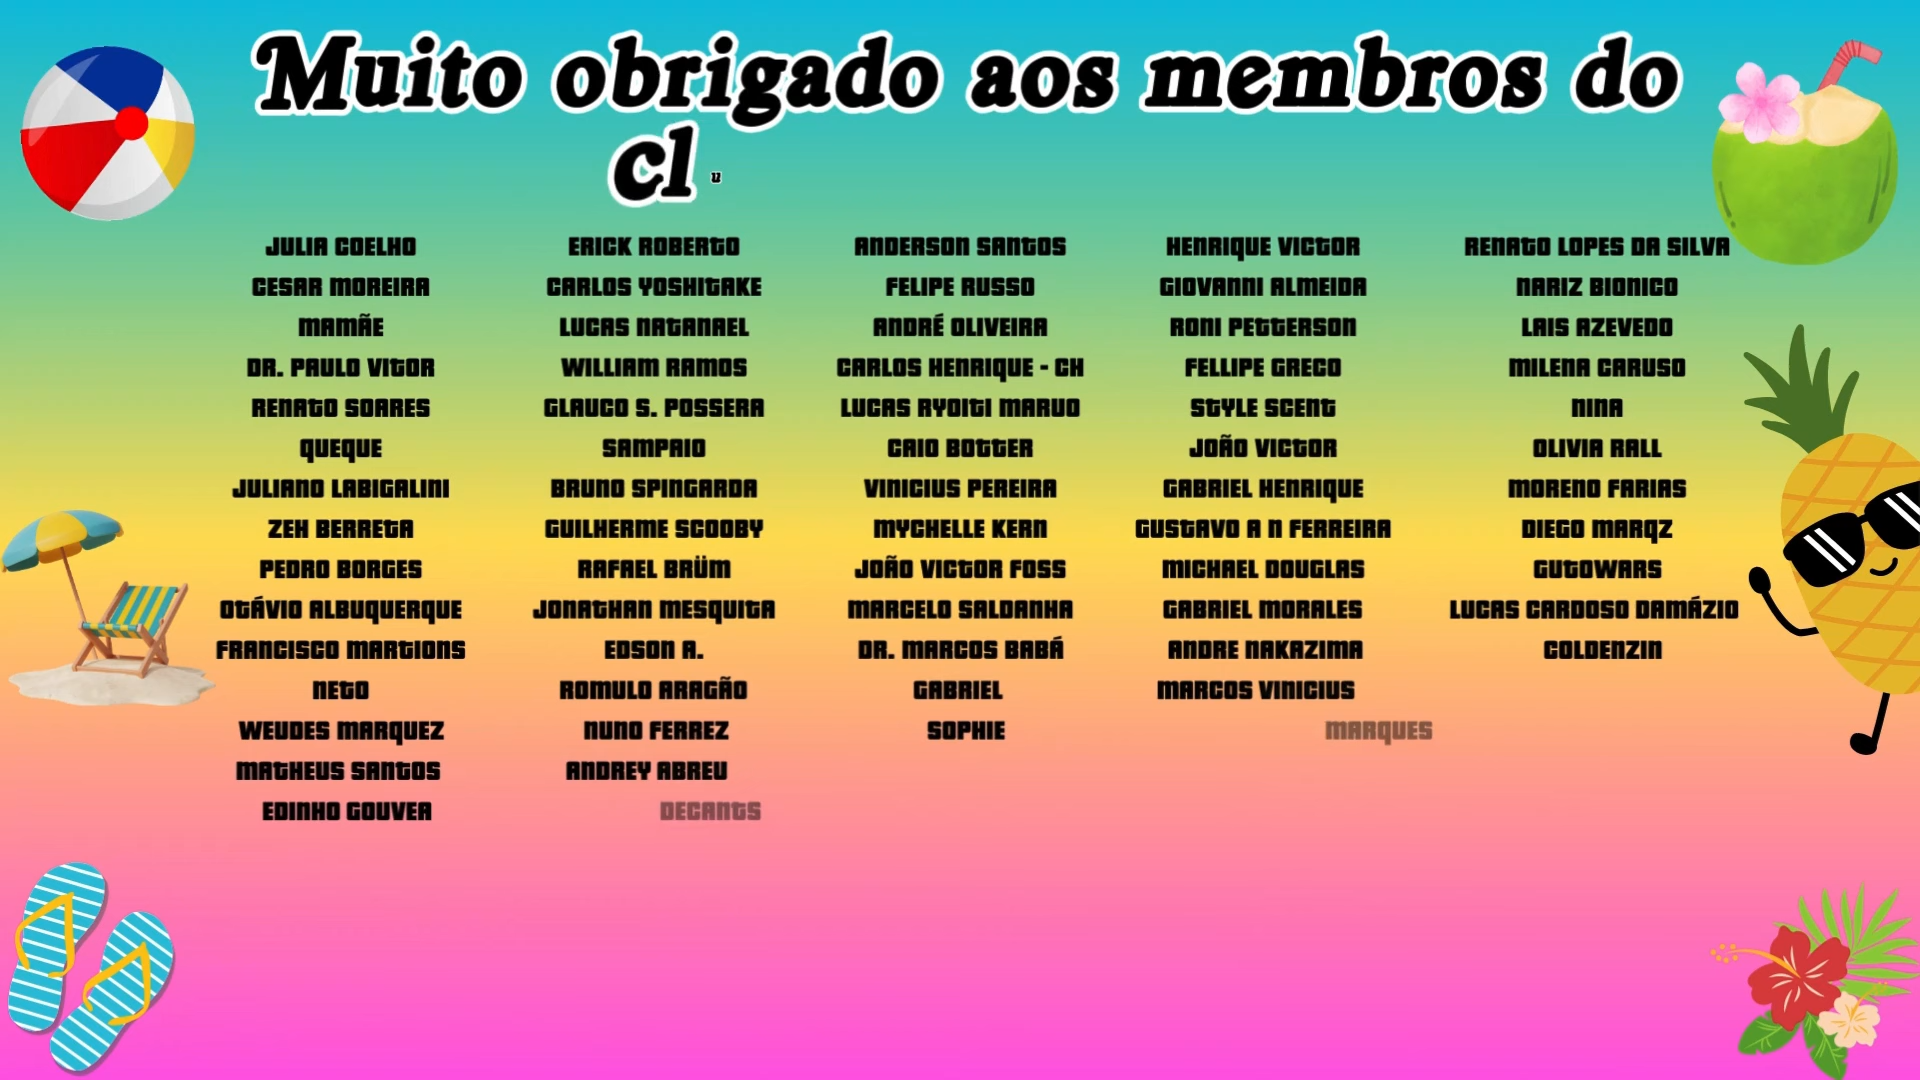 Muito obrigado aos membros do
clu
JULIA COELHO
CESAR MOREIRA
MAMÃE
DR. PAULO VITOR
RENATO SOARES
QUEQUE
JULIANO LABIGALINI
ZEH BERRETA
PEDRO BORGES
OTÁVIO ALBUQUERQUE
FRANCISCO MARTIONS
NETO
WEUDES MARQUEZ
MATHEUS SANTOS
EDINHO GOUVEA
ERICK ROBERTO
CARLOS YOSHITAKE
LUCAS NATANAEL
WILLIAM RAMOS
GLAUCO S. POSSERA
SAMPAIO
BRUNO SPINGARDA
GUILHERME SCOOBY
RAFAEL BRÜM
JONATHAN MESQUITA
EDSON A.
ROMULO ARAGÃO
NUNO FERREZ
ANDREY ABREU
DECANTS
ANDERSON SANTOS
FELIPE RUSSO
ANDRÉ OLIVEIRA
CARLOS HENRIQUE - CH
LUCAS RYOITI MARUO
CAIO BOTTER
VINICIUS PEREIRA
MYCHELLE KERN
JOÃO VICTOR FOSS
MARCELO SALDANHA
DR. MARCOS BABÁ
GABRIEL
SOPHIE
HENRIQUE VICTOR
GIOVANNI ALMEIDA
RONI PETTERSON
FELLIPE GRECO
STYLE SCENT
JOÃO VICTOR
GABRIEL HENRIQUE
GUSTAVO A N FERREIRA
MICHAEL DOUGLAS
GABRIEL MORALES
ANDRE NAKAZIMA
MARCOS VINICIUS
MARQUES
RENATO LOPES DA SILVA
NARIZ BIONICO
LAIS AZEVEDO
MILENA CARUSO
NINA
OLIVIA RALL
MORENO FARIAS
DIEGO MARQZ
GUTOWARS
LUCAS CARDOSO DAMÁZIO
COLDENZIN